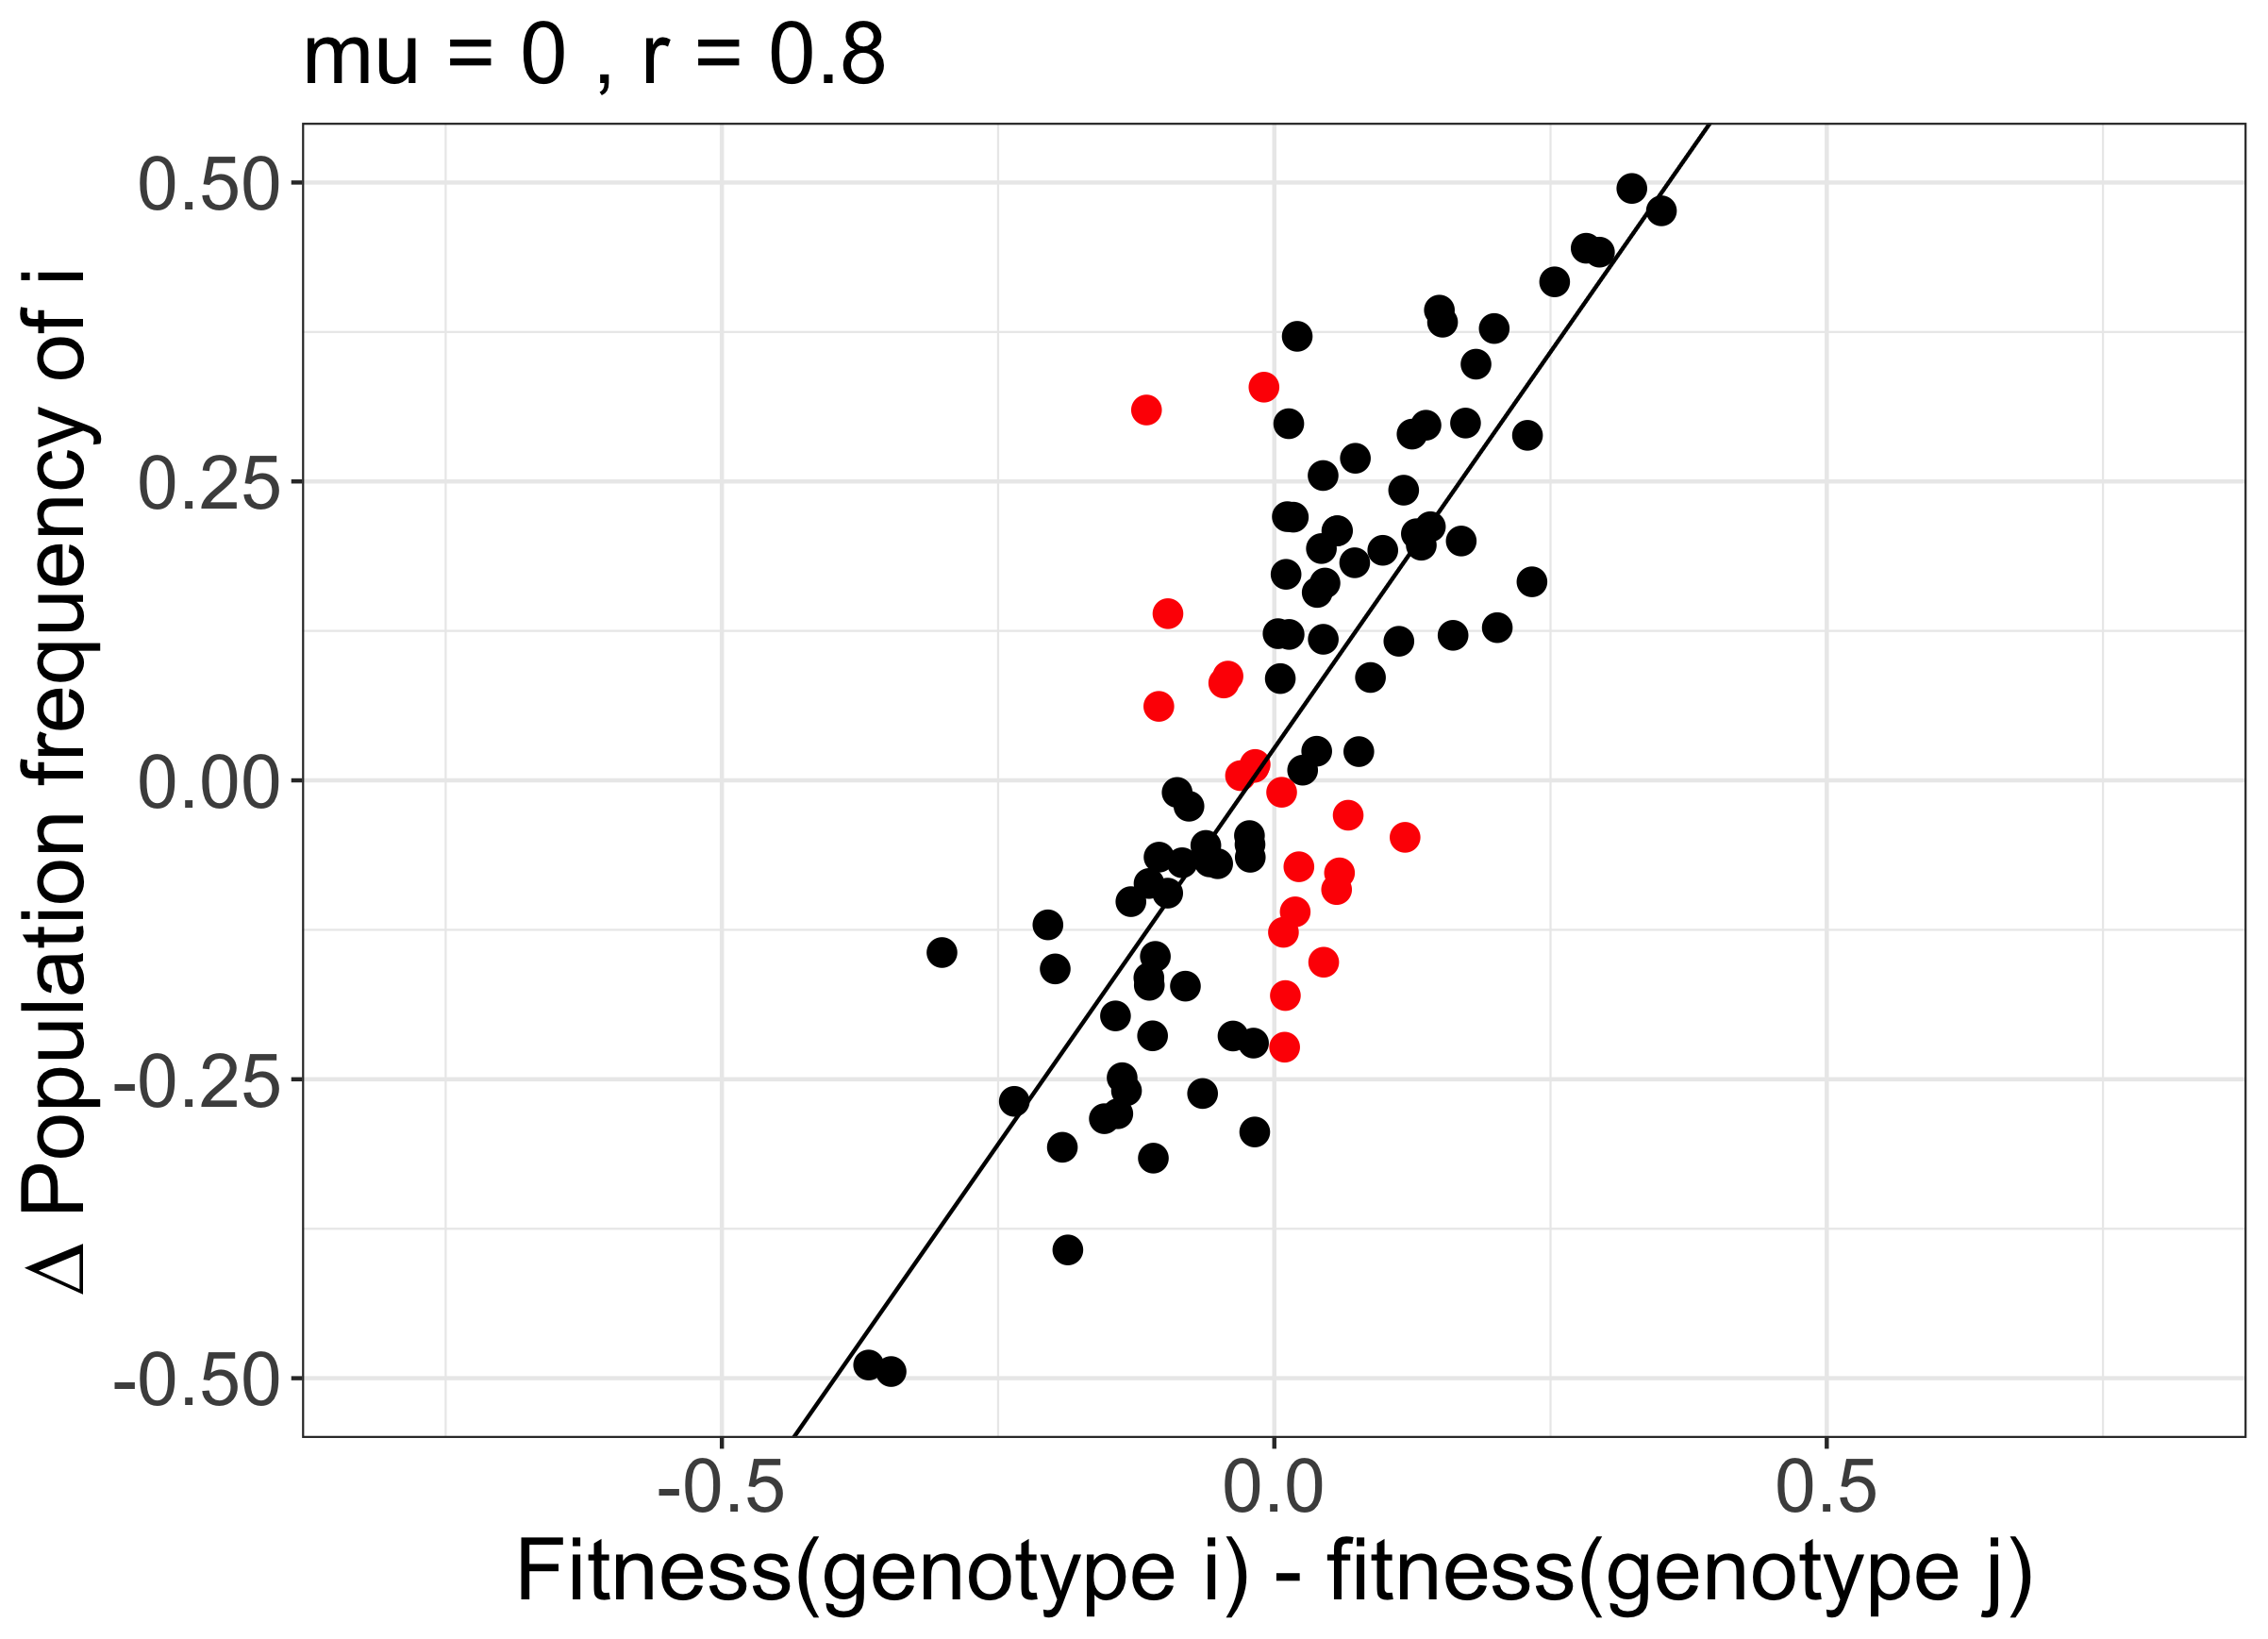 mu = 0 , r = 0.8
Δ Population frequency of i
0.50
0.25
0.00
-0.25
-0.50
-0.5
0.0
0.5
Fitness(genotype i) - fitness(genotype j)